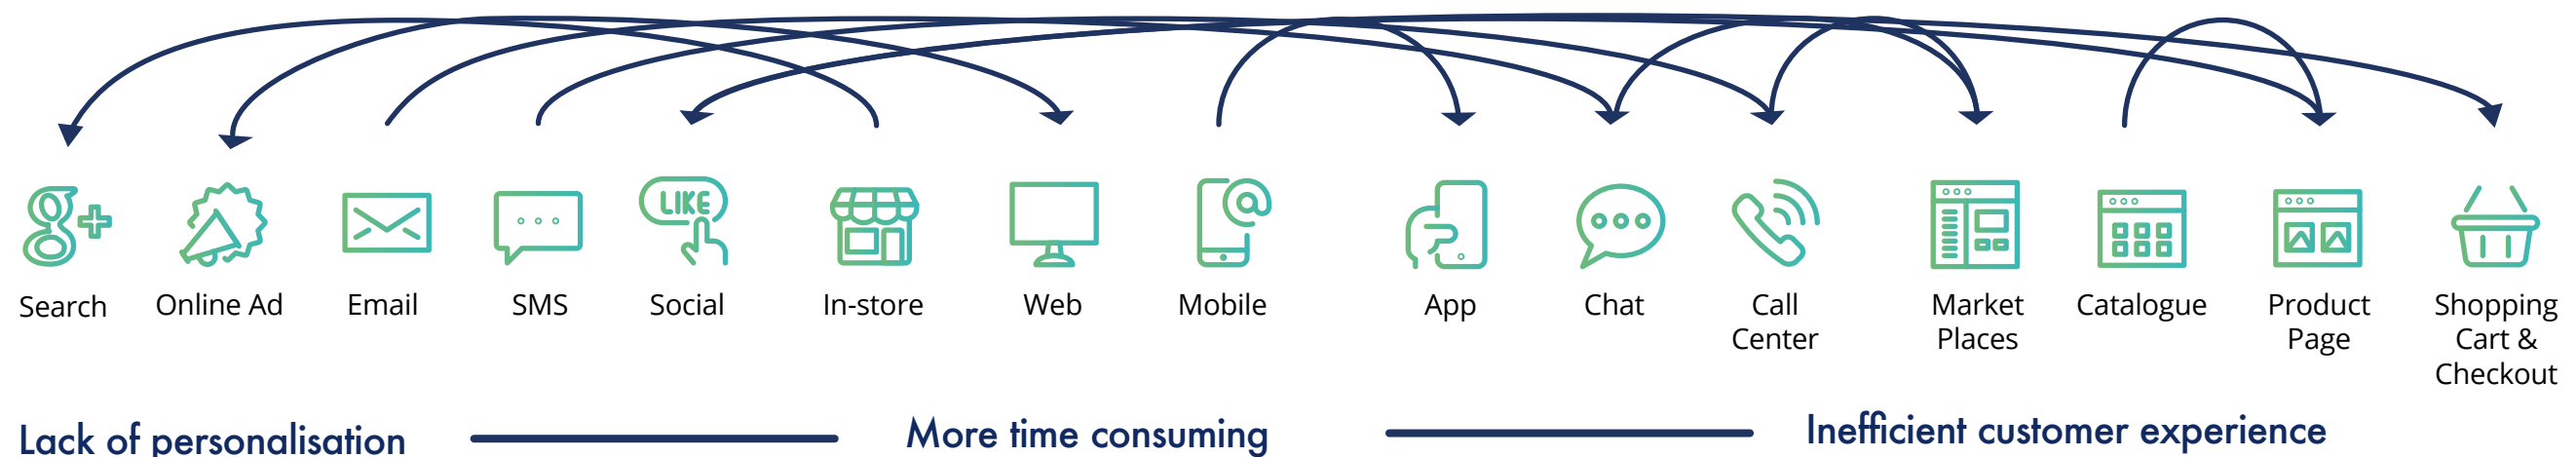 LIKE
Search
Online Ad
Email
SMS
Social
In-store
Web
Mobile
App
Chat
Call
Center
Market
Places
Catalogue
Product
Page
Shopping
Cart &
Checkout
Lack of personalisation
More time consuming
Inefficient customer experience